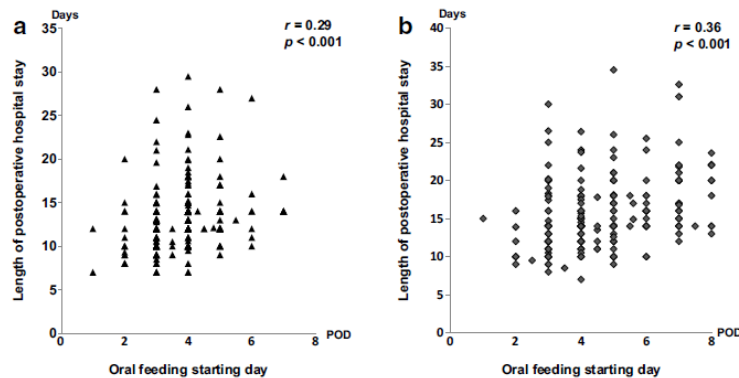 a
Days
r = 0.29
p < 0.001
Length of postoperative hospital stay
35
30
25
20
15
10
5
0
0
2
4
6
8
POD
Oral feeding starting day
b
Days
r = 0.36
p < 0.001
Length of postoperative hospital stay
40
35
30
25
20
15
10
5
0
0
2
4
6
8
POD
Oral feeding starting day